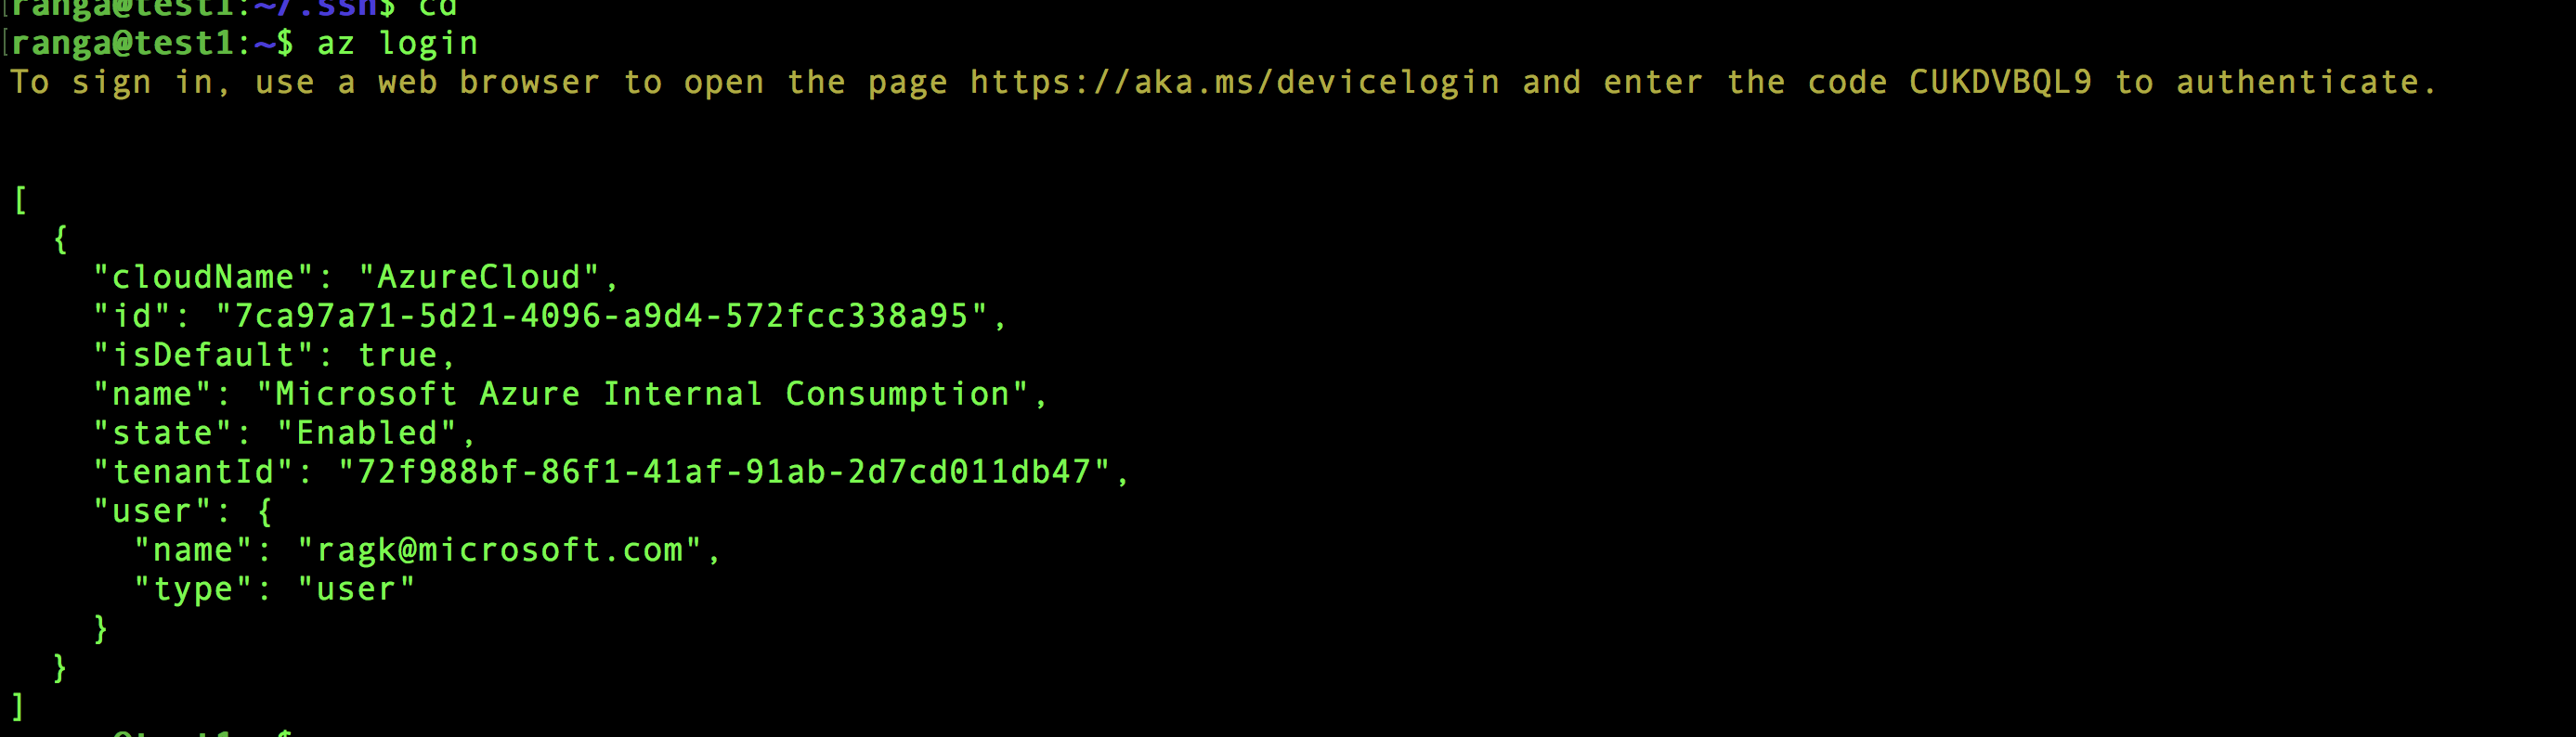 ranga@test1:~/.ssh$ cd
[ranga@test1:~$ az login
To sign in, use a web browser to open the page https://aka.ms/devicelogin and enter the code CUKDVBQL9 to authenticate.
[
  {
    "cloudName": "AzureCloud",
    "id": "7ca97a71-5d21-4096-a9d4-572fcc338a95",
    "isDefault": true,
    "name": "Microsoft Azure Internal Consumption",
    "state": "Enabled",
    "tenantId": "72f988bf-86f1-41af-91ab-2d7cd011db47",
    "user": {
      "name": "ragk@microsoft.com",
      "type": "user"
    }
  }
]